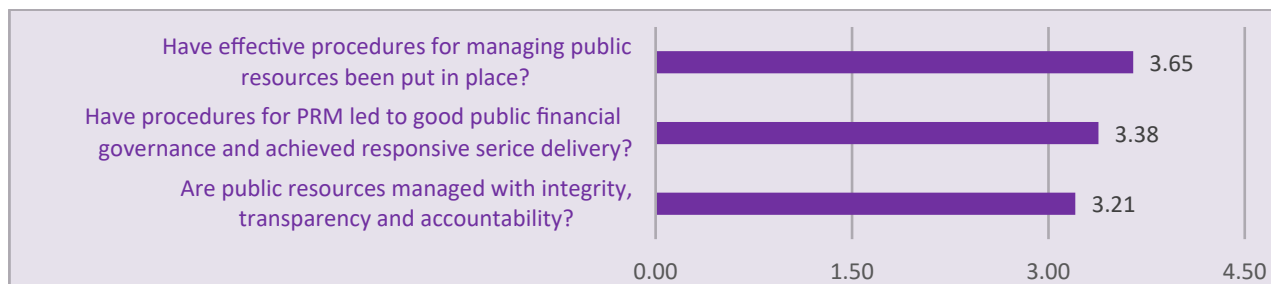 Have effective procedures for managing public
resources been put in place?
3.65
Have procedures for PRM led to good public financial
governance and achieved responsive serice delivery?
3.38
Are public resources managed with integrity,
transparency and accountability?
3.21
0.00 1.50 3.00 4.50